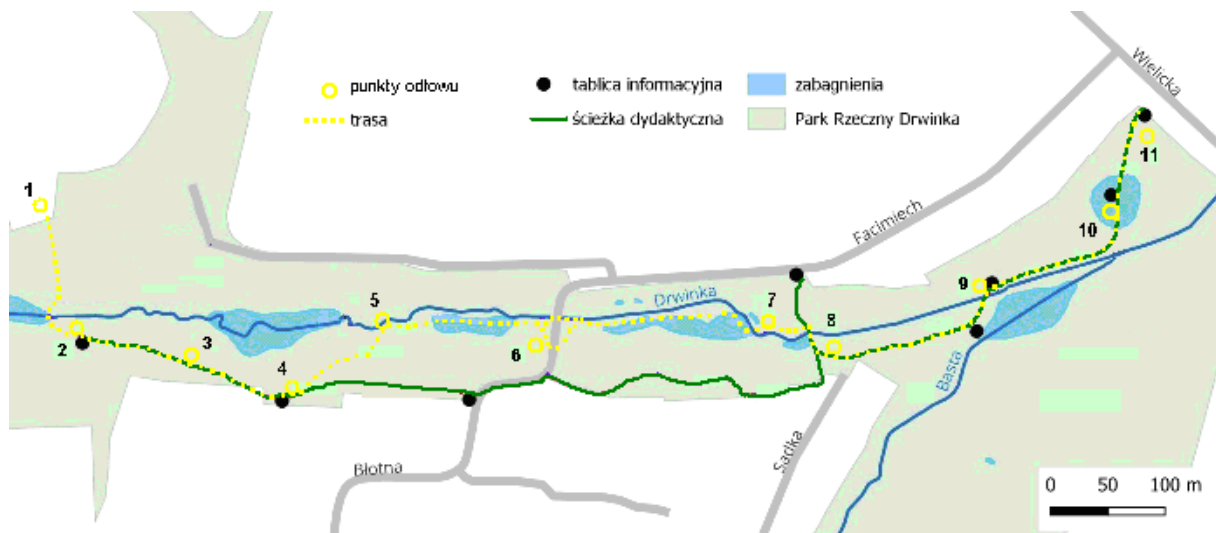 punkty odłowu
trasa
tablica informacyjna
ścieżka dydaktyczna
zabagnienia
Park Rzeczny Drwinka
Wielicka
11
1
10
Facimiech
9
5
Drwinka
7
8
2
3
4
6
Basta
Sadka
Błotna
0 50 100 m